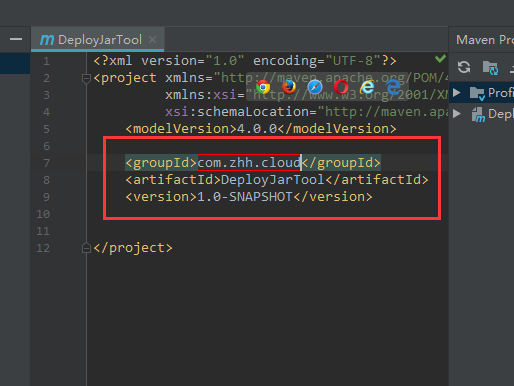 DeployJarTool
Maven Proje
1 <?xml version="1.0" encoding="UTF-8"?>
2 <project xmlns="http://maven.apache.org/POM/4
3 xmlns:xsi="http://www.w3.org/2001/XM
4 xsi:schemaLocation="http://maven.apa
5 <modelVersion>4.0.0</modelVersion>
6
7 <groupId>com.zhh.cloud</groupId>
8 <artifactId>DeployJarTool</artifactId>
9 <version>1.0-SNAPSHOT</version>
10
11
12 </project>
Profi
Depl